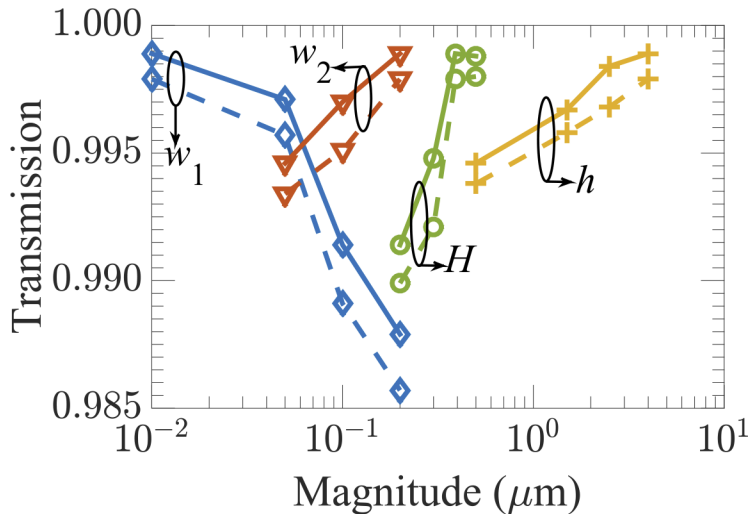 1.000
0.995
0.990
0.985
Transmission
w₂
w₁
h
H
10⁻² 10⁻¹ 10⁰ 10¹
Magnitude (μm)